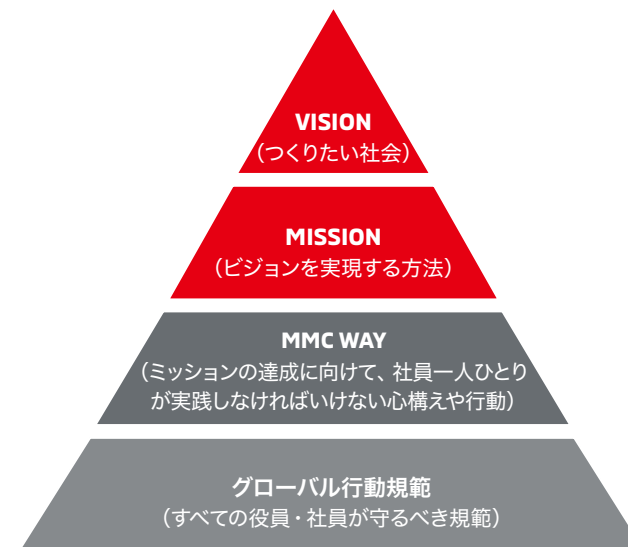 VISION
（つくりたい社会）
MISSION
（ビジョンを実現する方法）
MMC WAY
（ミッションの達成に向けて、社員一人ひとり
が実践しなければいけない心構えや行動）
グローバル行動規範
（すべての役員・社員が守るべき規範）